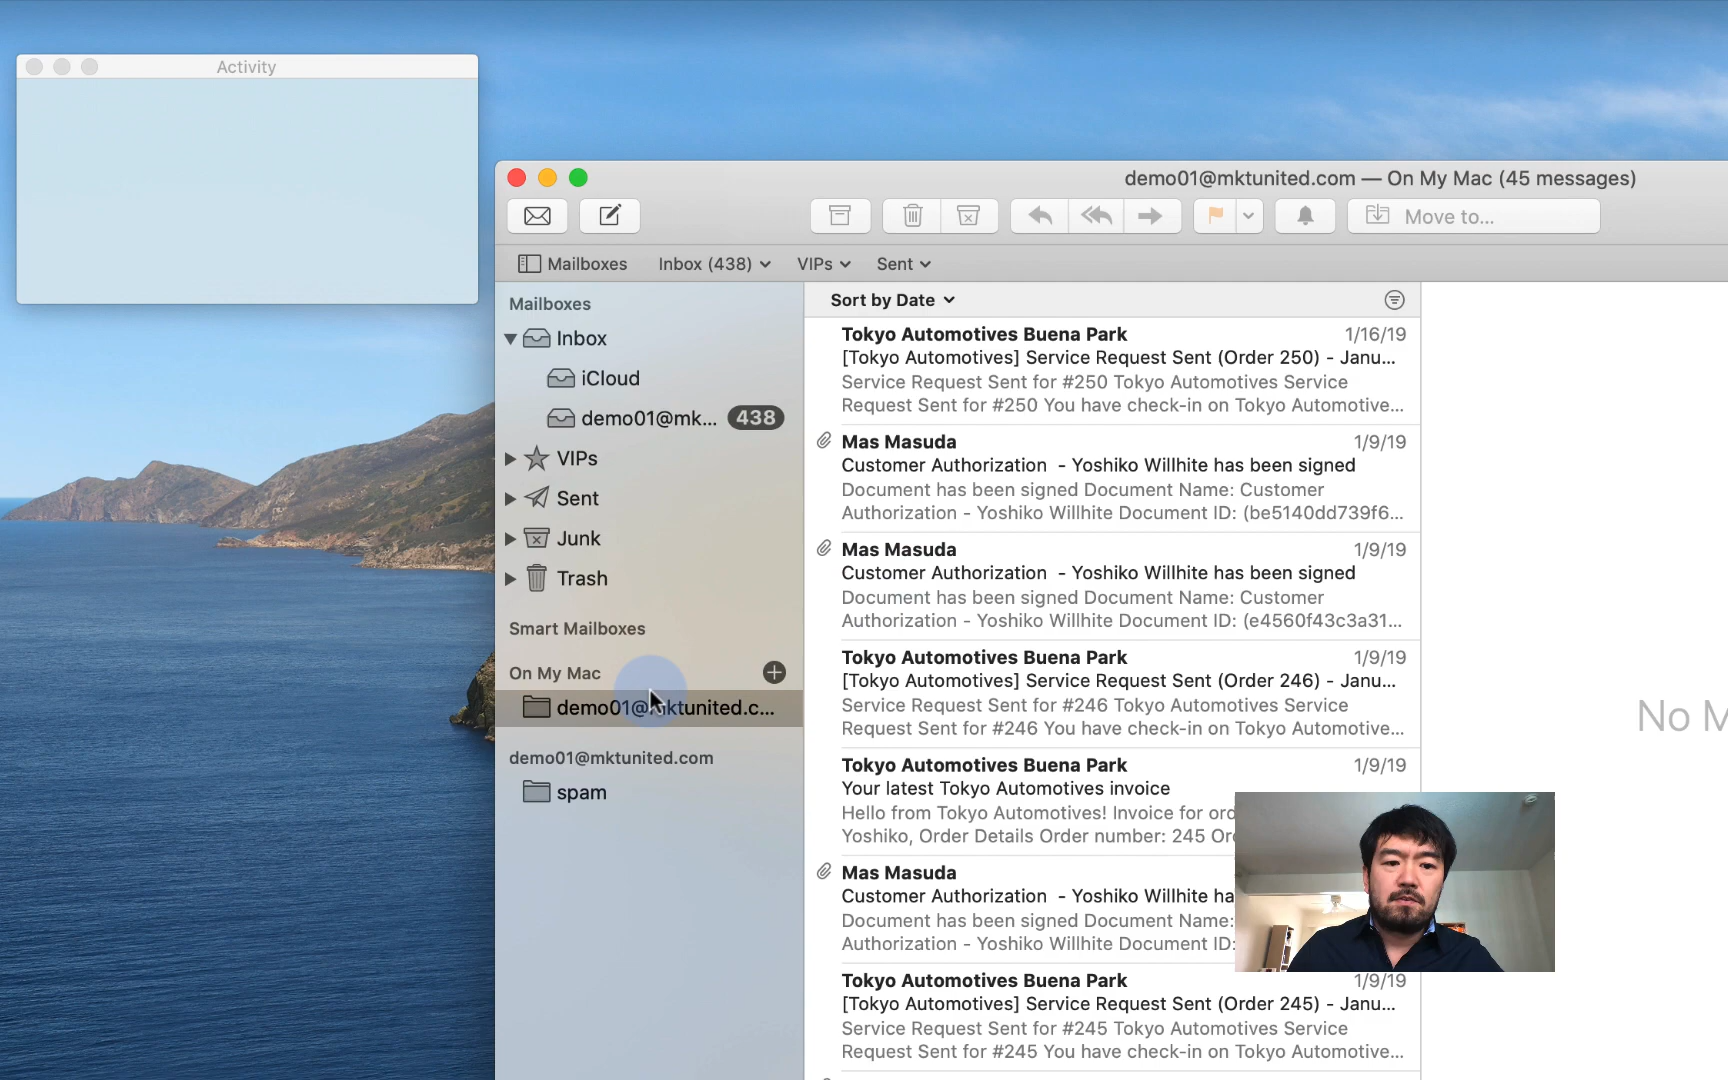 Activity
demo01@mktunited.com — On My Mac (45 messages)
Move to...
Mailboxes
Inbox (438)
VIPs
Sent
Mailboxes
Inbox
iCloud
demo01@mk...
438
VIPs
Sent
Junk
Trash
Smart Mailboxes
On My Mac
demo01@mktunited.c...
demo01@mktunited.com
spam
Sort by Date
Tokyo Automotives Buena Park 1/16/19
[Tokyo Automotives] Service Request Sent (Order 250) - Janu...
Service Request Sent for #250 Tokyo Automotives Service
Request Sent for #250 You have check-in on Tokyo Automotive...
Mas Masuda 1/9/19
Customer Authorization - Yoshiko Willhite has been signed
Document has been signed Document Name: Customer
Authorization - Yoshiko Willhite Document ID: (be5140dd739f6...
Mas Masuda 1/9/19
Customer Authorization - Yoshiko Willhite has been signed
Document has been signed Document Name: Customer
Authorization - Yoshiko Willhite Document ID: (e4560f43c3a31...
Tokyo Automotives Buena Park 1/9/19
[Tokyo Automotives] Service Request Sent (Order 246) - Janu...
Service Request Sent for #246 Tokyo Automotives Service
Request Sent for #246 You have check-in on Tokyo Automotive...
Tokyo Automotives Buena Park 1/9/19
Your latest Tokyo Automotives invoice
Hello from Tokyo Automotives! Invoice for
Yoshiko, Order Details Order number: 245
Mas Masuda
Customer Authorization - Yoshiko Willhite
Document has been signed Document Name:
Authorization - Yoshiko Willhite Document ID:
Tokyo Automotives Buena Park 1/9/19
[Tokyo Automotives] Service Request Sent (Order 245) - Janu...
Service Request Sent for #245 Tokyo Automotives Service
Request Sent for #245 You have check-in on Tokyo Automotive...
No